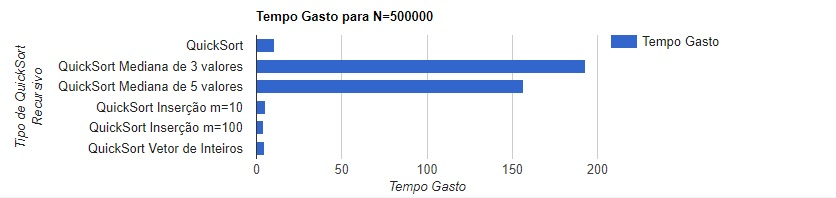 Tempo Gasto para N=500000
Tipo de QuickSort
Recursivo
QuickSort
QuickSort Mediana de 3 valores
QuickSort Mediana de 5 valores
QuickSort Inserção m=10
QuickSort Inserção m=100
QuickSort Vetor de Inteiros
0 50 100 150 200
Tempo Gasto
Tempo Gasto